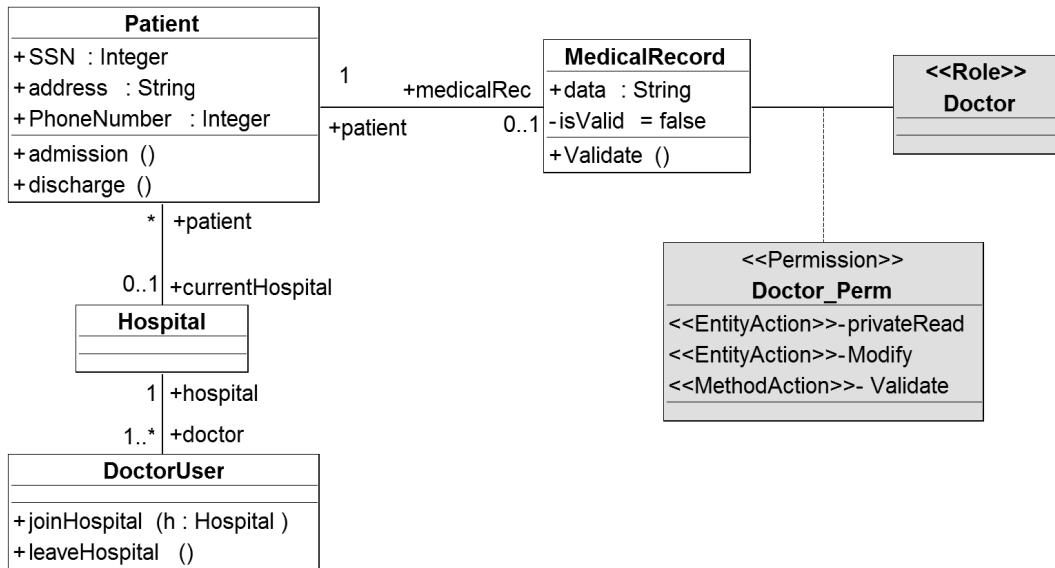 Patient
+SSN : Integer
+address : String
+PhoneNumber : Integer
+admission ()
+discharge ()
1
+patient
+medicalRec
0..1
MedicalRecord
+data : String
-isValid = false
+Validate ()
<<Role>>
Doctor
<<Permission>>
Doctor_Perm
<<EntityAction>>-privateRead
<<EntityAction>>-Modify
<<MethodAction>>- Validate
* +patient
0..1 +currentHospital
Hospital
1 +hospital
1..* +doctor
DoctorUser
+joinHospital (h : Hospital )
+leaveHospital ()